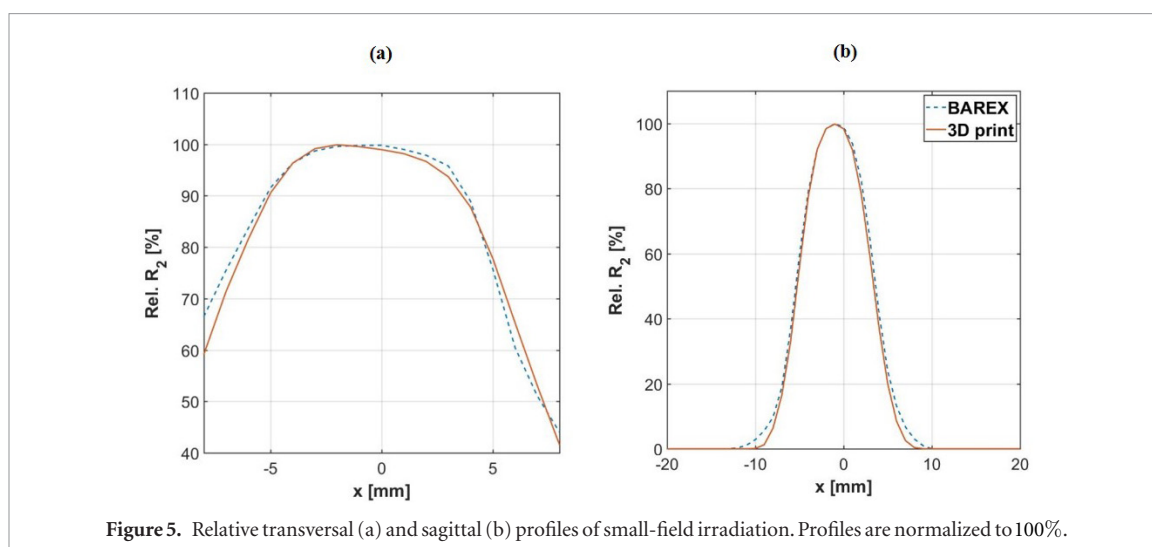 (a)
(b)
110
100
90
80
70
60
50
40
Rel. R2 [%]
-5
0
5
x [mm]
100
80
60
40
20
0
Rel. R2 [%]
-20
-10
0
10
20
x [mm]
BAREX
3D print
Figure 5. Relative transversal (a) and sagittal (b) profiles of small-field irradiation. Profiles are normalized to 100%.